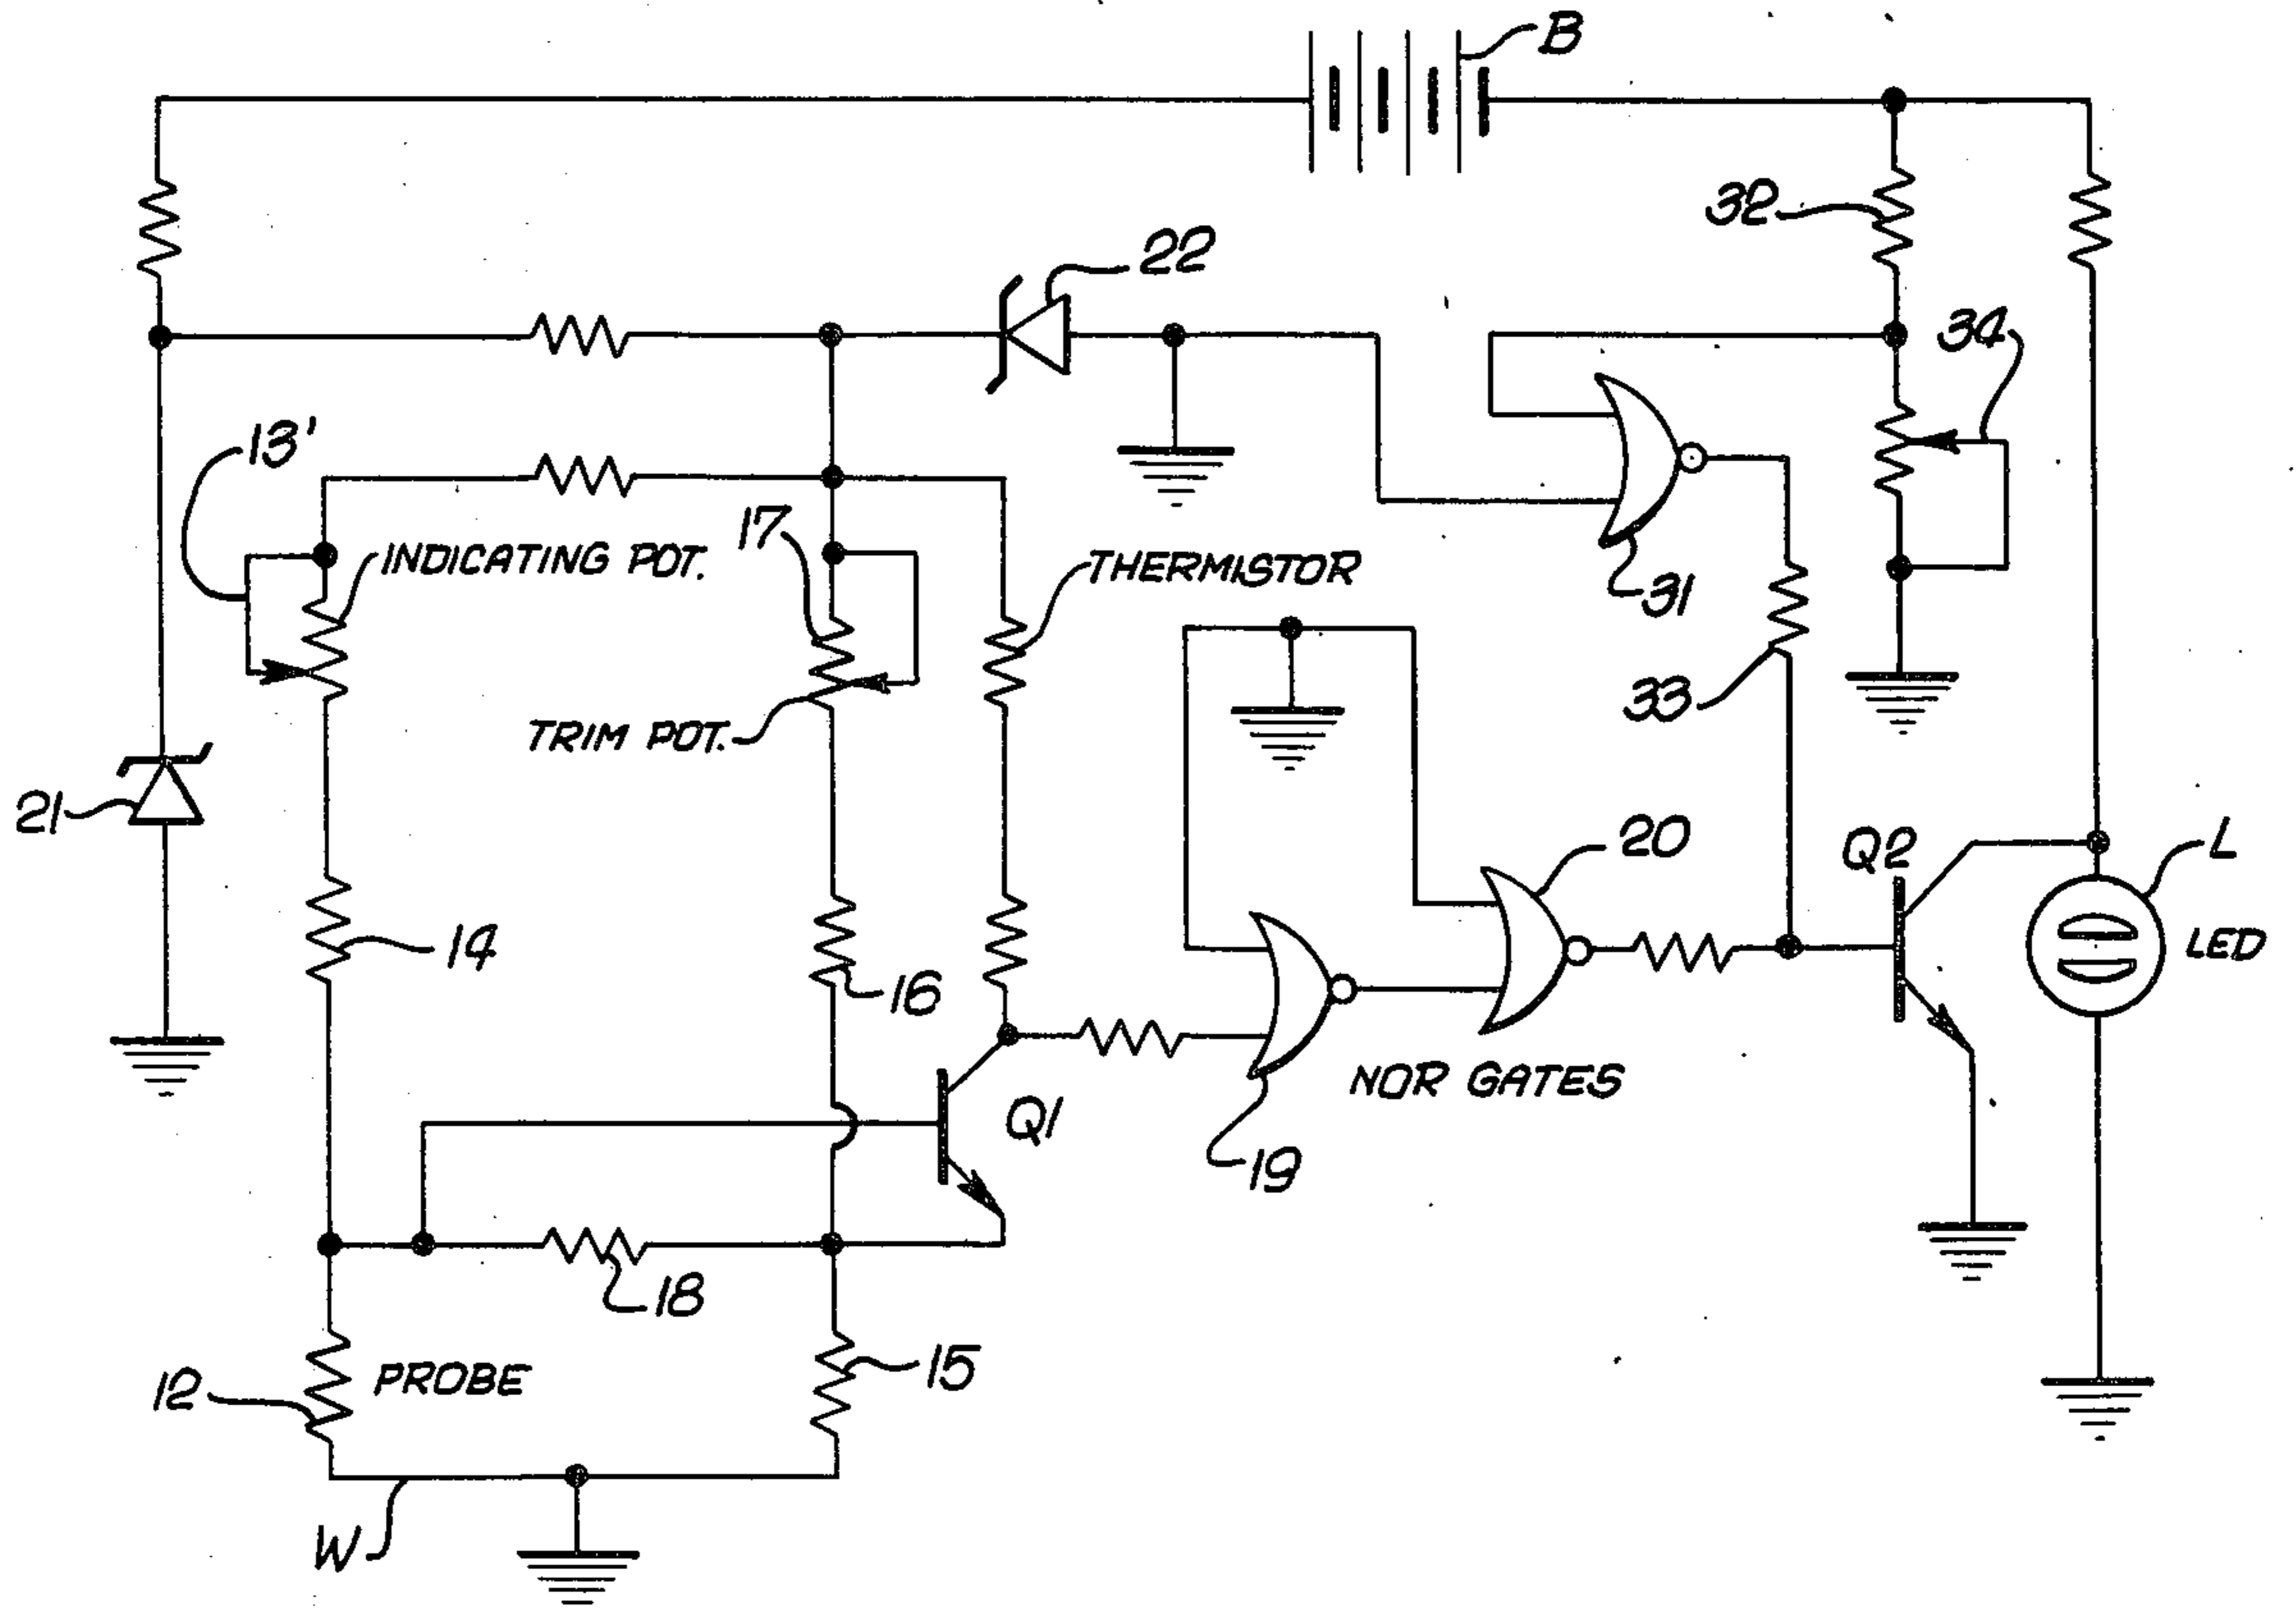 B
32
22
34
13'
INDICATING POT.
17
THERMISTOR
31
33
TRIM POT.
21
20
Q2
L
LED
14
16
NOR GATES
Q1
19
18
12
PROBE
15
W